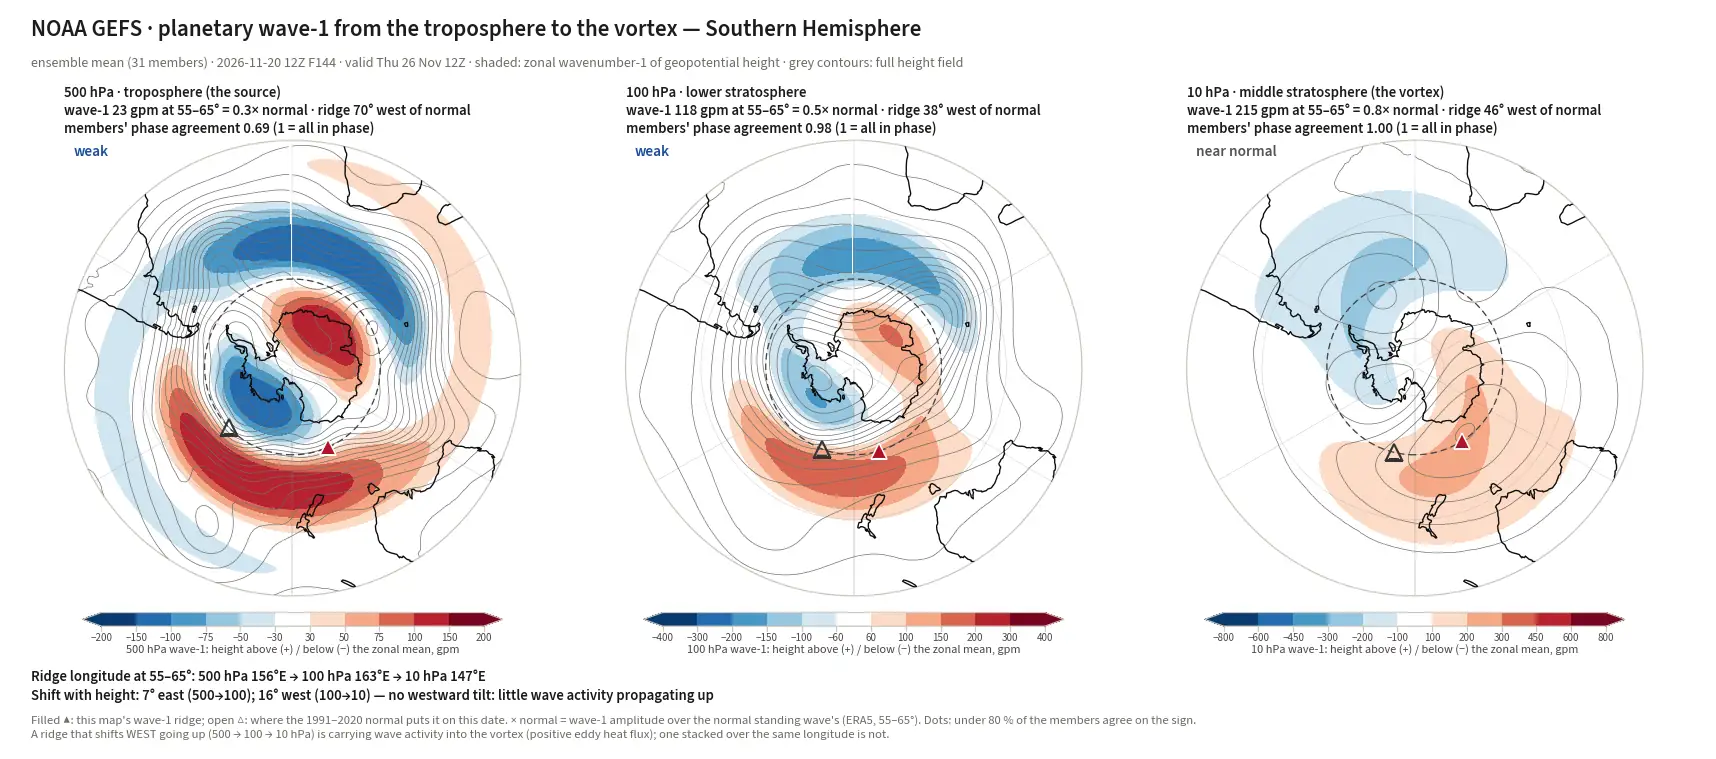 NOAA GEFS · planetary wave-1 from the troposphere to the vortex — Southern Hemisphere
ensemble mean (31 members) · 2026-11-20 12Z F144 · valid Thu 26 Nov 12Z · shaded: zonal wavenumber-1 of geopotential height · grey contours: full height field
500 hPa · troposphere (the source)
wave-1 23 gpm at 55–65° = 0.3× normal · ridge 70° west of normal
members' phase agreement 0.69 (1 = all in phase)
weak
100 hPa · lower stratosphere
wave-1 118 gpm at 55–65° = 0.5× normal · ridge 38° west of normal
members' phase agreement 0.98 (1 = all in phase)
weak
10 hPa · middle stratosphere (the vortex)
wave-1 215 gpm at 55–65° = 0.8× normal · ridge 46° west of normal
members' phase agreement 1.00 (1 = all in phase)
near normal
−200 −150 −100 −75 −50 −30 30 50 75 100 150 200
500 hPa wave-1: height above (+) / below (−) the zonal mean, gpm
−400 −300 −200 −150 −100 −60 60 100 150 200 300 400
100 hPa wave-1: height above (+) / below (−) the zonal mean, gpm
−800 −600 −450 −300 −200 −100 100 200 300 450 600 800
10 hPa wave-1: height above (+) / below (−) the zonal mean, gpm
Ridge longitude at 55–65°: 500 hPa 156°E → 100 hPa 163°E → 10 hPa 147°E
Shift with height: 7° east (500→100); 16° west (100→10) — no westward tilt: little wave activity propagating up
Filled ▲: this map's wave-1 ridge; open △: where the 1991–2020 normal puts it on this date. × normal = wave-1 amplitude over the normal standing wave's (ERA5, 55–65°). Dots: under 80 % of the members agree on the sign.
A ridge that shifts WEST going up (500 → 100 → 10 hPa) is carrying wave activity into the vortex (positive eddy heat flux); one stacked over the same longitude is not.